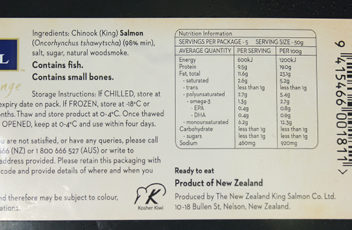 Ingredients: Chinook (King) Salmon
(Oncorhynchus tshawytscha) (98% min),
salt, sugar, natural woodsmoke.
Contains fish.
Contains small bones.
Storage Instructions: If CHILLED, store at
expiry date on pack. If FROZEN, store at -18°C or
nths. Thaw and store product at 0-4°C. Once thawed
OPENED, keep at 0-4°C and use within four days.
u are not satisfied, or have any queries, please call
666 (NZ) or 1 800 666 527 (AUS) or write to
address provided. Please retain this packaging with
code and provide details of where and when you
d therefore may be subject to colour,
ations.
Kosher Kiwi
Nutrition Information
SERVINGS PER PACKAGE - 5 SERVING SIZE - 50g
AVERAGE QUANTITY PER SERVING PER 100g
Energy 600kJ 1200kJ
Protein 9.5g 19.0g
Fat, total 11.6g 23.1g
- saturated 2.6g 5.2g
- trans less than 1g less than 1g
- polyunsaturated 2.7g 5.4g
- omega-3 1.3g 2.7g
- EPA 0.4g 0.8g
- DHA 0.4g 0.8g
- monounsaturated 6.2g 12.3g
Carbohydrate less than 1g less than 1g
- sugars less than 1g less than 1g
Sodium 460mg 920mg
Ready to eat
Product of New Zealand
Produced by The New Zealand King Salmon Co. Ltd.
10-18 Bullen St, Nelson, New Zealand.